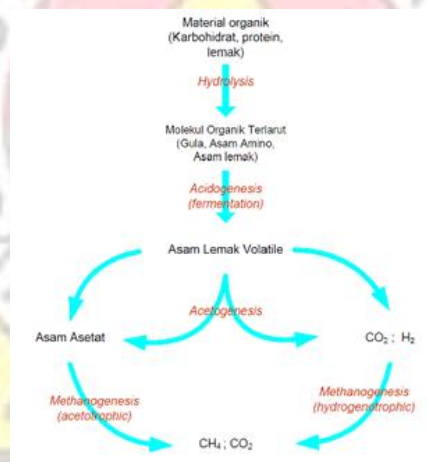 Material organik
(Karbohidrat, protein,
lemak)
Hydrolysis
Molekul Organik Terlarut
(Gula, Asam Amino,
Asam lemak)
Acidogenesis
(fermentation)
Asam Lemak Volatile
Acetogenesis
Asam Asetat
CO₂ ; H₂
Methanogenesis
(acetotrophic)
Methanogenesis
(hydrogenotrophic)
CH₄ ; CO₂